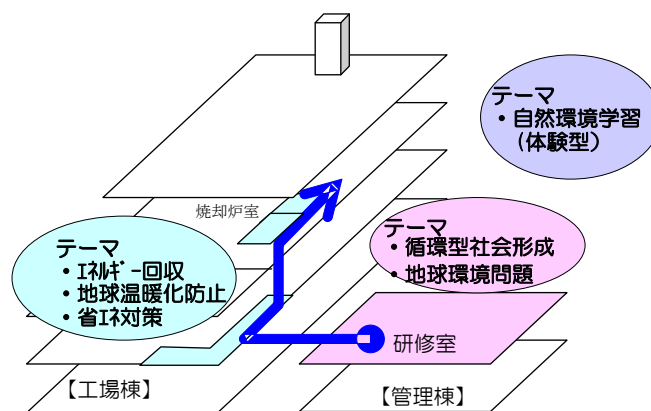 テーマ
・自然環境学習
(体験型)
焼却炉室
テーマ
・循環型社会形成
・地球環境問題
テーマ
・ｴﾈﾙｷﾞｰ回収
・地球温暖化防止
・省ｴﾈ対策
研修室
【工場棟】
【管理棟】